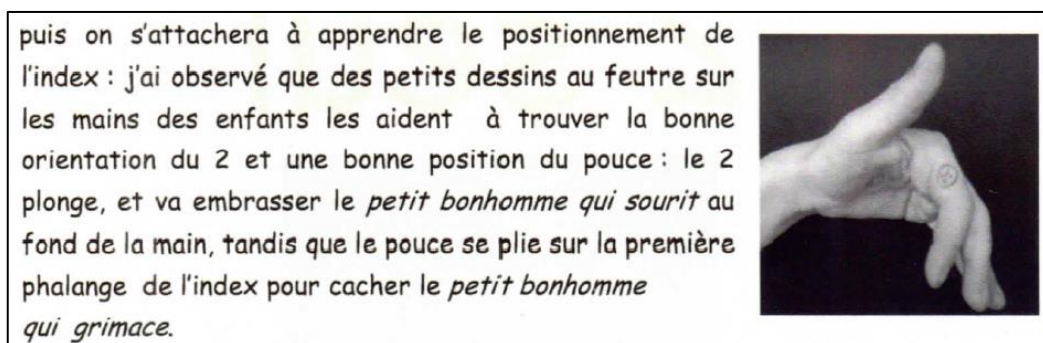 puis on s'attachera à apprendre le positionnement de
l'index : j'ai observé que des petits dessins au feutre sur
les mains des enfants les aident à trouver la bonne
orientation du 2 et une bonne position du pouce : le 2
plonge, et va embrasser le petit bonhomme qui sourit au
fond de la main, tandis que le pouce se plie sur la première
phalange de l'index pour cacher le petit bonhomme
qui grimace.